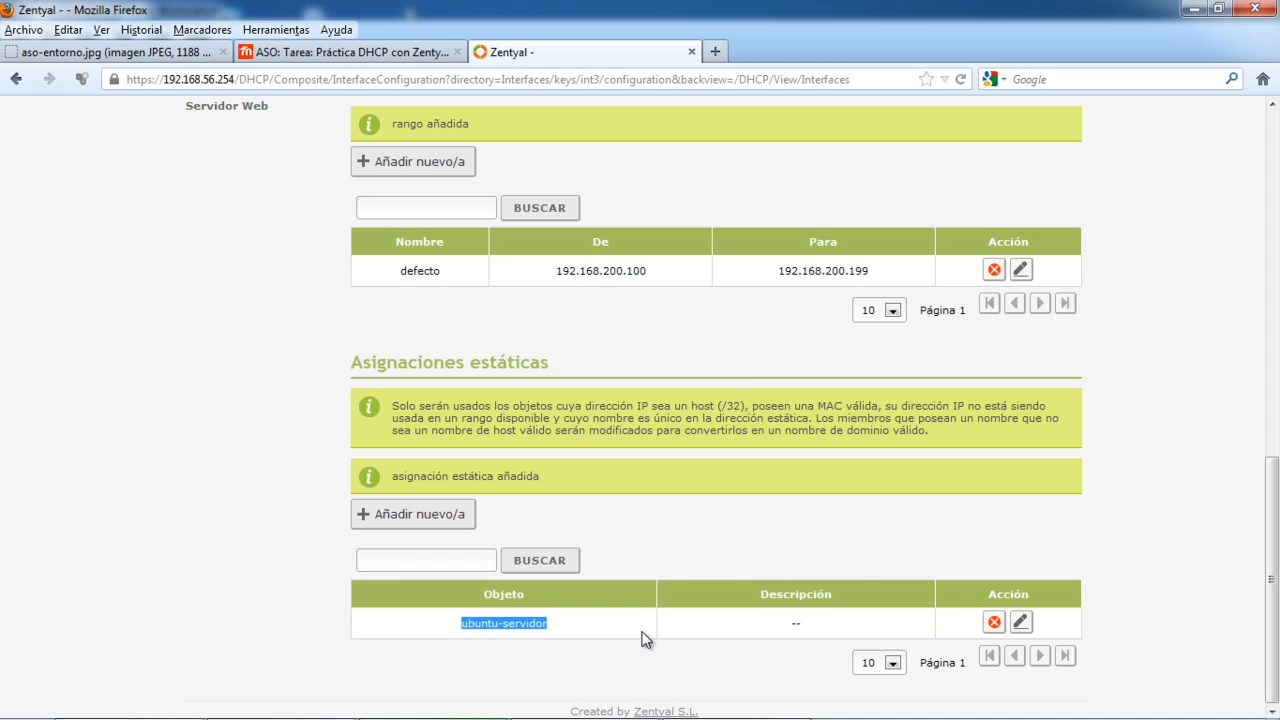 Zentyal - - Mozilla Firefox
Archivo Editar Ver Historial Marcadores Herramientas Ayuda
aso-entorno.jpg (imagen JPEG, 1188 ...
ASO: Tarea: Práctica DHCP con Zenty...
Zentyal -
https://192.168.56.254/DHCP/Composite/InterfaceConfiguration?directory=Interfaces/keys/int3/configuration&backview=/DHCP/View/Interfaces
Google
Servidor Web
rango añadida
Añadir nuevo/a
BUSCAR
Nombre De Para Acción
defecto 192.168.200.100 192.168.200.199
10 Página 1
Asignaciones estáticas
Solo serán usados los objetos cuya dirección IP sea un host (/32), poseen una MAC válida, su dirección IP no está siendo
usada en un rango disponible y cuyo nombre es único en la dirección estática. Los miembros que posean un nombre que no
sea un nombre de host válido serán modificados para convertirlos en un nombre de dominio válido.
asignación estática añadida
Añadir nuevo/a
BUSCAR
Objeto Descripción Acción
ubuntu-servidor --
10 Página 1
Created by Zentyal S.L.